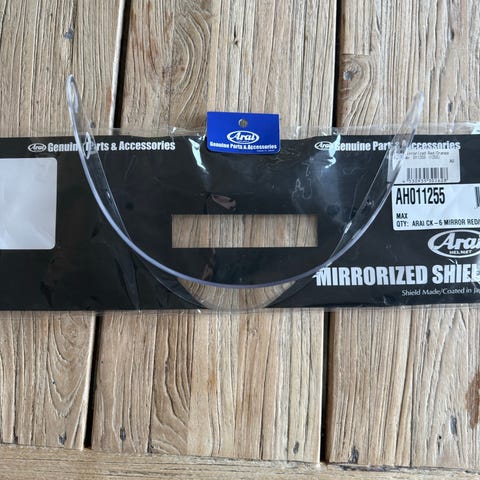 Arai
Genuine Parts & Accessories
Arai Genuine Parts & Accessories
Arai Genuine Parts & Accessories
AH011255
MAX
QTY: ARAI CK-6 MIRROR RED/
Arai
HELMET
MIRRORIZED SHIEL
Shield Made/Coated in Ja